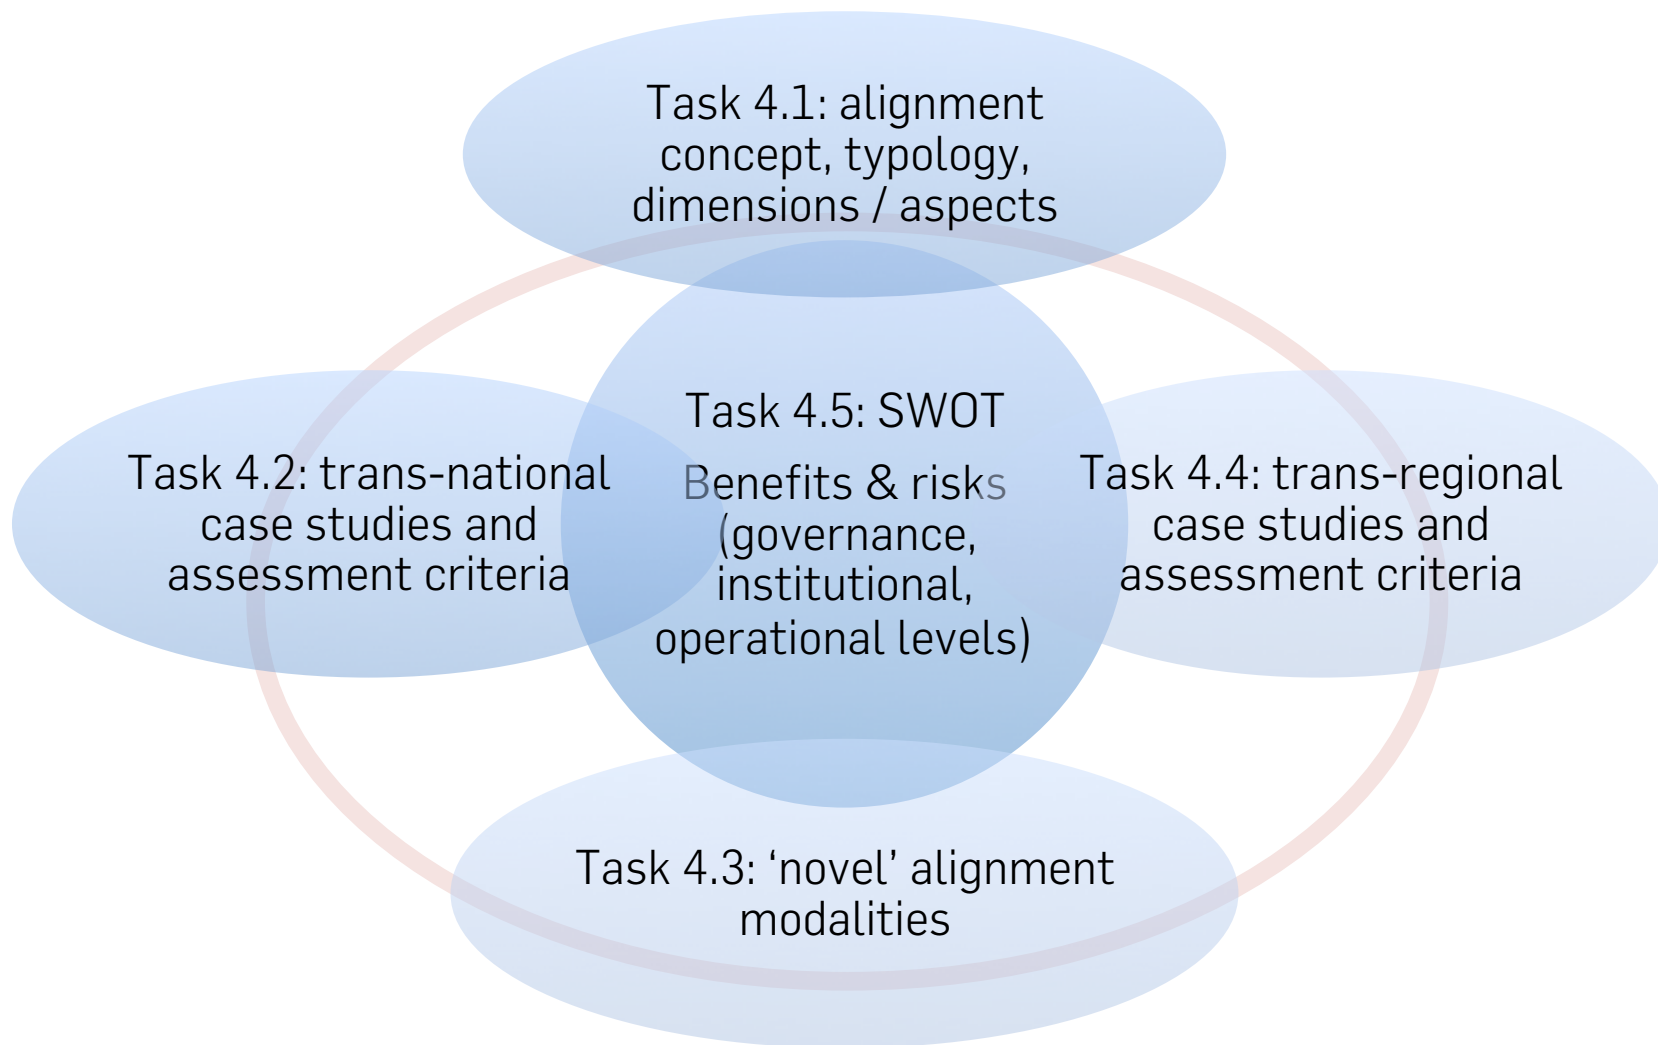 Task 4.1: alignment
concept, typology,
dimensions / aspects
Task 4.5: SWOT
Benefits & risks
(governance,
institutional,
operational levels)
Task 4.2: trans-national
case studies and
assessment criteria
Task 4.4: trans-regional
case studies and
assessment criteria
Task 4.3: ‘novel’ alignment
modalities